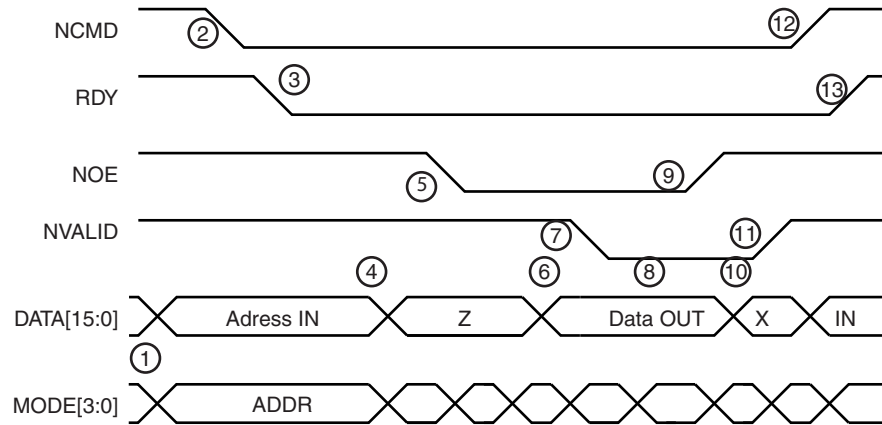 NCMD
2
12
RDY
3
13
NOE
5
9
NVALID
7
11
4
6
8
10
DATA[15:0]
Adress IN
Z
Data OUT
X
IN
1
MODE[3:0]
ADDR